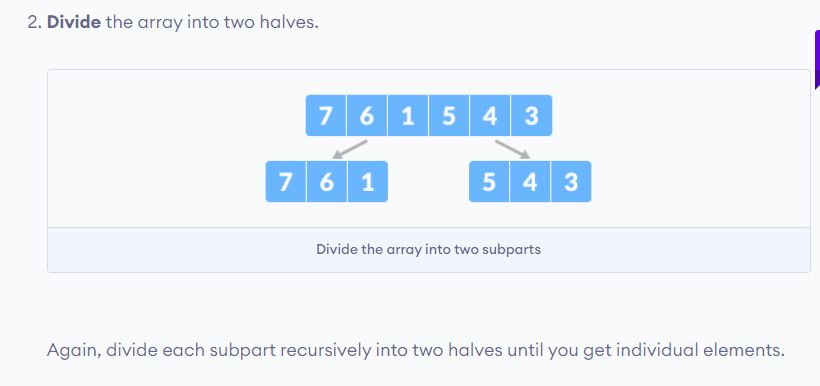 2. Divide the array into two halves.
7 6 1 5 4 3
7 6 1 5 4 3
Divide the array into two subparts
Again, divide each subpart recursively into two halves until you get individual elements.